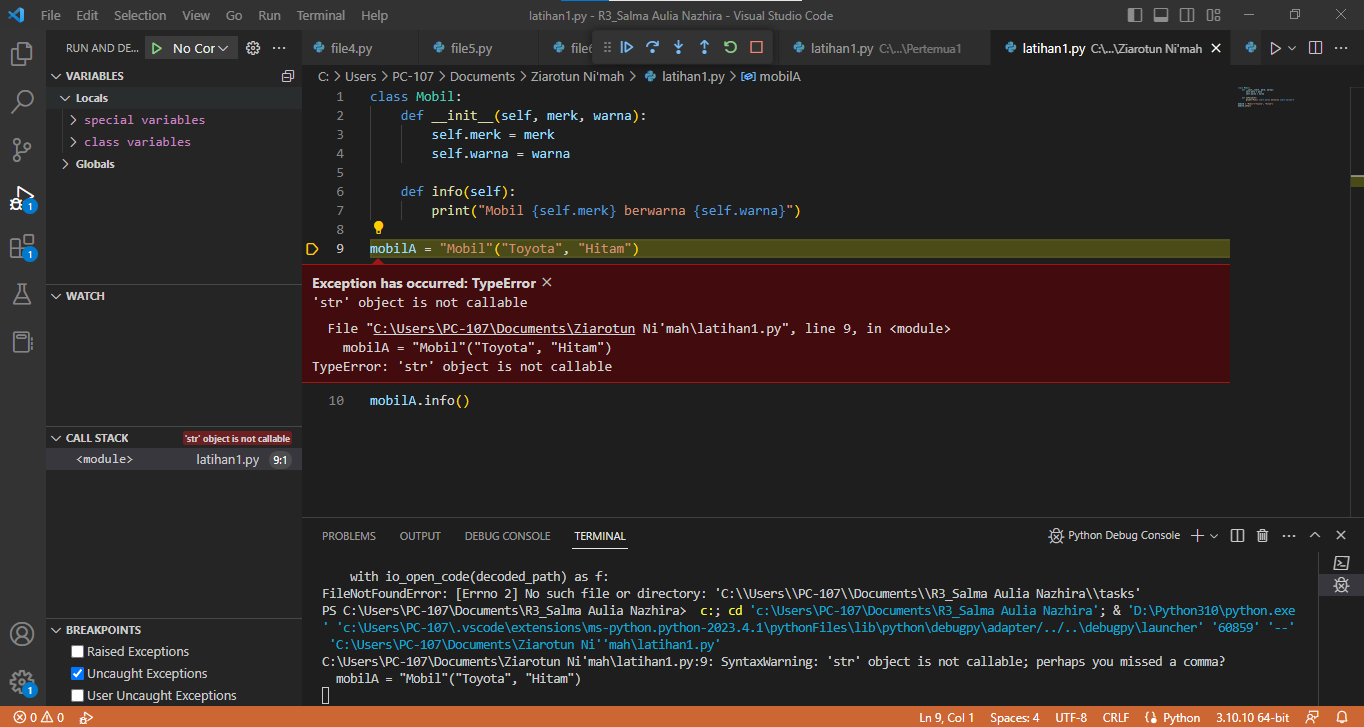 File Edit Selection View Go Run Terminal Help
latihan1.py - R3_Salma Aulia Nazhira - Visual Studio Code
RUN AND DE... No Cor
file4.py file5.py file6 latihan1.py C:\...\Pertemua1 latihan1.py C:\...\Ziarotun Ni'mah
C: > Users > PC-107 > Documents > Ziarotun Ni'mah > latihan1.py > mobilA
VARIABLES
Locals
special variables
class variables
Globals
WATCH
CALL STACK 'str' object is not callable
<module> latihan1.py 9:1
BREAKPOINTS
Raised Exceptions
Uncaught Exceptions
User Uncaught Exceptions
1 class Mobil:
2 def __init__(self, merk, warna):
3 self.merk = merk
4 self.warna = warna
5
6 def info(self):
7 print("Mobil {self.merk} berwarna {self.warna}")
8
9 mobilA = "Mobil"("Toyota", "Hitam")
Exception has occurred: TypeError
'str' object is not callable
File "C:\Users\PC-107\Documents\Ziarotun Ni'mah\latihan1.py", line 9, in <module>
mobilA = "Mobil"("Toyota", "Hitam")
TypeError: 'str' object is not callable
10 mobilA.info()
PROBLEMS OUTPUT DEBUG CONSOLE TERMINAL
Python Debug Console
with io_open_code(decoded_path) as f:
FileNotFoundError: [Errno 2] No such file or directory: 'C:\\Users\\PC-107\\Documents\\R3_Salma Aulia Nazhira\\tasks'
PS C:\Users\PC-107\Documents\R3_Salma Aulia Nazhira> c:; cd 'c:\Users\PC-107\Documents\R3_Salma Aulia Nazhira'; & 'D:\Python310\python.exe
' 'c:\Users\PC-107\.vscode\extensions\ms-python.python-2023.4.1\pythonFiles\lib\python\debugpy\adapter/../..\debugpy\launcher' '60859' '--'
'C:\Users\PC-107\Documents\Ziarotun Ni''mah\latihan1.py'
C:\Users\PC-107\Documents\Ziarotun Ni'mah\latihan1.py:9: SyntaxWarning: 'str' object is not callable; perhaps you missed a comma?
mobilA = "Mobil"("Toyota", "Hitam")
1
1
1
0 0
Ln 9, Col 1 Spaces: 4 UTF-8 CRLF Python 3.10.10 64-bit